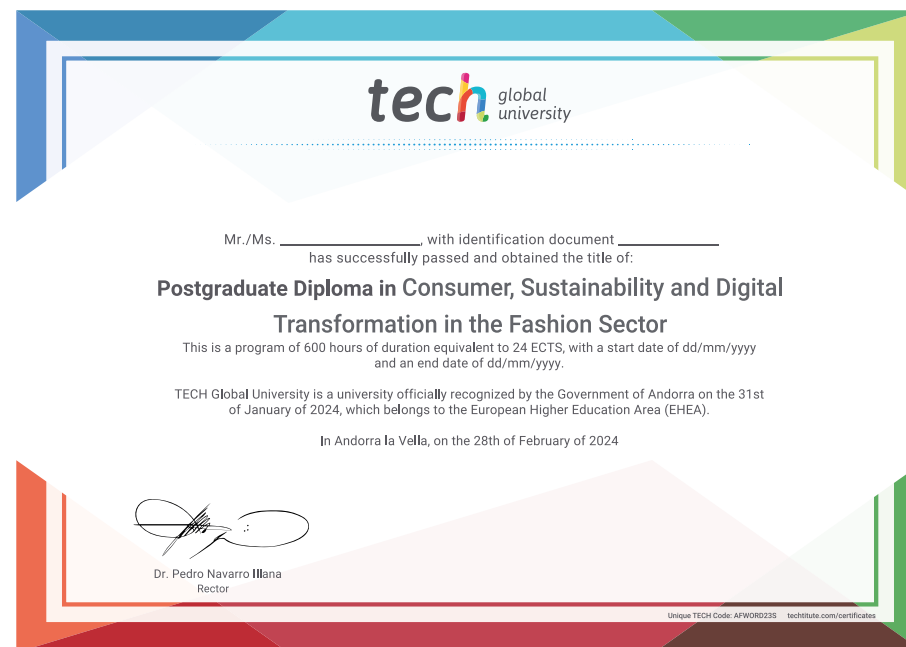 tech global
university
Mr./Ms. ____________, with identification document ____________
has successfully passed and obtained the title of:
Postgraduate Diploma in Consumer, Sustainability and Digital
Transformation in the Fashion Sector
This is a program of 600 hours of duration equivalent to 24 ECTS, with a start date of dd/mm/yyyy
and an end date of dd/mm/yyyy.
TECH Global University is a university officially recognized by the Government of Andorra on the 31st
of January of 2024, which belongs to the European Higher Education Area (EHEA).
In Andorra la Vella, on the 28th of February of 2024
Dr. Pedro Navarro Illana
Rector
Unique TECH Code: AFWORD23S techtitute.com/certificates